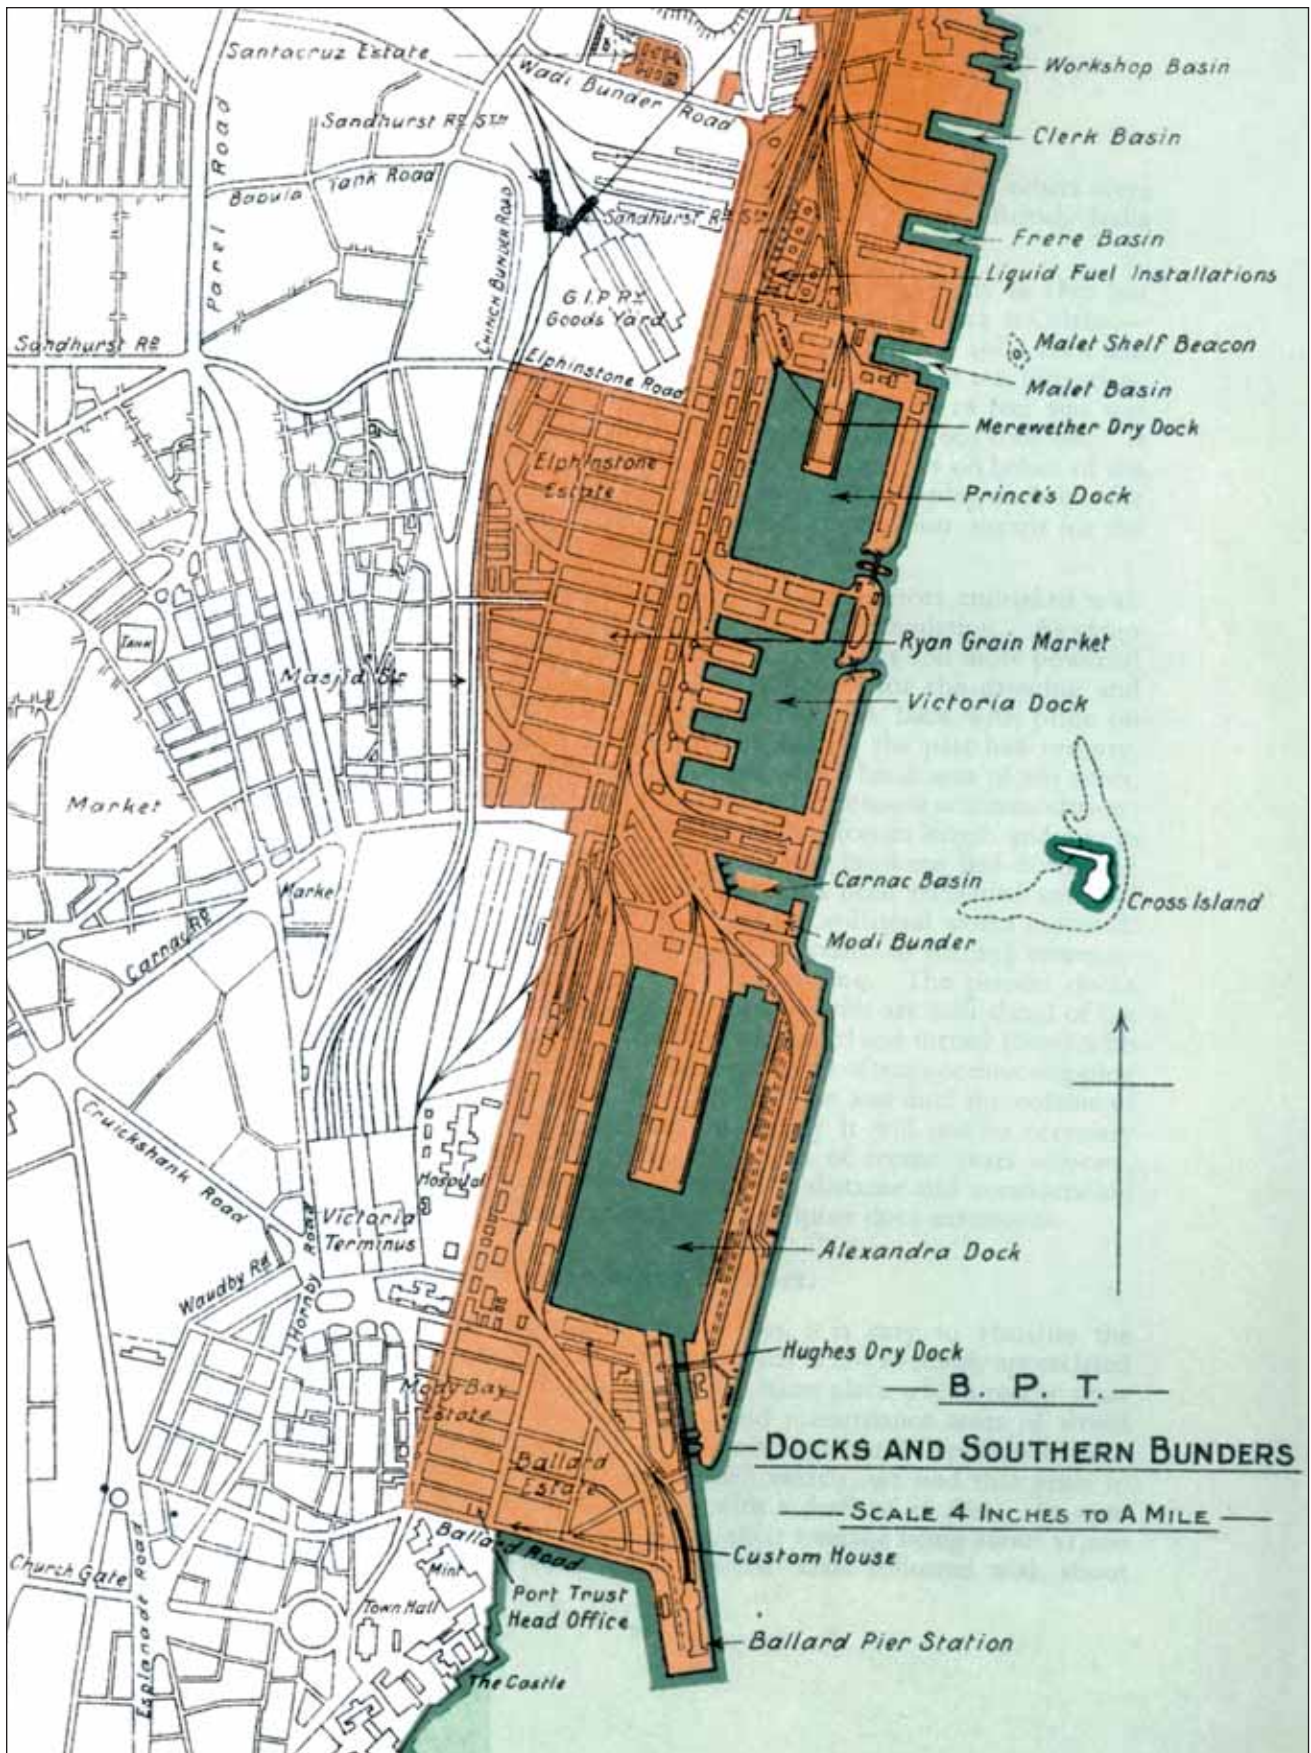 Santacruz Estate
Workshop Basin
Wadi Bunder Road
Sandhurst Rd Stn
Clerk Basin
Parel Road
Babula Tank Road
Sandhurst Rd Stn
CHINCH BUNDER ROAD
Frere Basin
Liquid Fuel Installations
G.I.P. Ry
Goods Yard
Sandhurst Rd
Elphinstone Road
Malet Shelf Beacon
Malet Basin
Merewether Dry Dock
Elphinstone
Estate
Prince's Dock
TANK
Ryan Grain Market
Masjid Str
Victoria Dock
Market
Market
Carnac Basin
Cross Island
Carnac Rd
Modi Bunder
Cruickshank Road
Hospital
Victoria
Terminus
Alexandra Dock
Waudby Rd
Hornby Road
Hughes Dry Dock
Mody Bay
Estate
B. P. T.
DOCKS AND SOUTHERN BUNDERS
Ballard
Estate
SCALE 4 INCHES TO A MILE
Ballard Road
Custom House
Church Gate
Esplanade Road
Mint
Port Trust
Head Office
Town Hall
Ballard Pier Station
The Castle